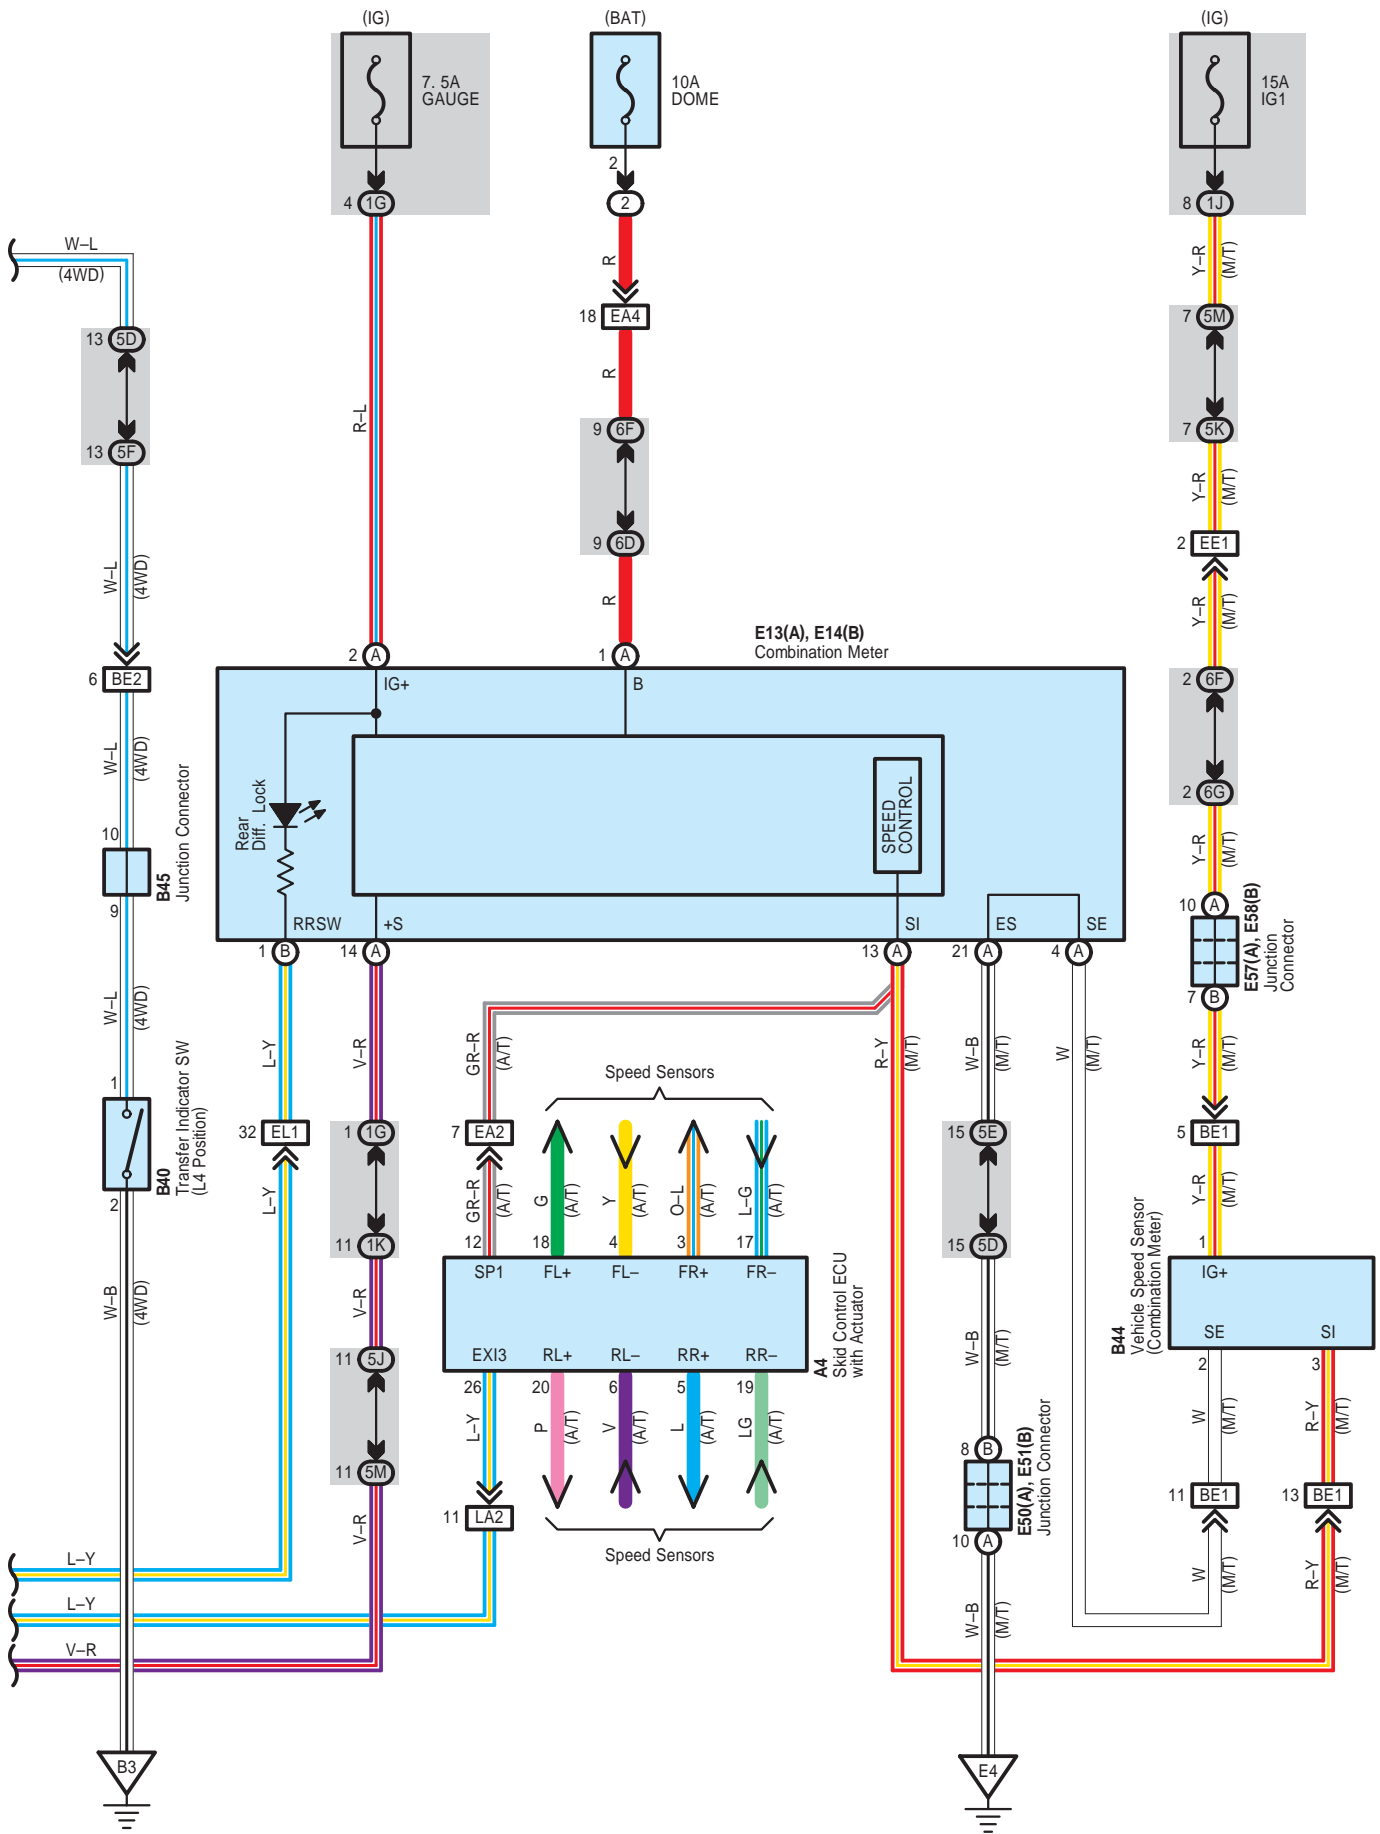 (IG)
(BAT)
(IG)
7. 5A
GAUGE
10A
DOME
15A
IG1
2
4 1G
2
8 1J
W–L
(4WD)
R
Y–R
(M/T)
18 EA4
7 5M
13 5D
R
R–L
9 6F
7 5K
13 5F
Y–R
(M/T)
9 6D
2 EE1
W–L
(4WD)
R
Y–R
(M/T)
E13(A), E14(B)
Combination Meter
2 A
1 A
6 BE2
IG+
B
2 6F
W–L
(4WD)
2 6G
Rear
Diff. Lock
SPEED
CONTROL
10
B45
Junction Connector
9
Y–R
(M/T)
10 A
E57(A), E58(B)
Junction
Connector
7 B
RRSW
+S
SI
ES
SE
1 B
14 A
13 A
21 A
4 A
W–L
(4WD)
L–Y
V–R
GR–R
(A/T)
R–Y
(M/T)
W–B
(M/T)
W
(M/T)
Y–R
(M/T)
Speed Sensors
1
B40
Transfer Indicator SW
(L4 Position)
2
32 EL1
1 1G
7 EA2
15 5E
5 BE1
L–Y
GR–R
(A/T)
G
(A/T)
Y
(A/T)
O–L
(A/T)
L–G
(A/T)
Y–R
(M/T)
11 1K
12
18
4
3
17
15 5D
1
SP1
FL+
FL–
FR+
FR–
IG+
W–B
(4WD)
V–R
A4
Skid Control ECU
with Actuator
W–B
(M/T)
B44
Vehicle Speed Sensor
(Combination Meter)
SE
SI
EXI3
RL+
RL–
RR+
RR–
11 5J
2
3
26
20
6
5
19
L–Y
P
(A/T)
V
(A/T)
L
(A/T)
LG
(A/T)
W
(M/T)
R–Y
(M/T)
8 B
E50(A), E51(B)
Junction Connector
10 A
11 5M
11 LA2
11 BE1
13 BE1
V–R
Speed Sensors
L–Y
W
(M/T)
R–Y
(M/T)
L–Y
W–B
(M/T)
V–R
B3
E4